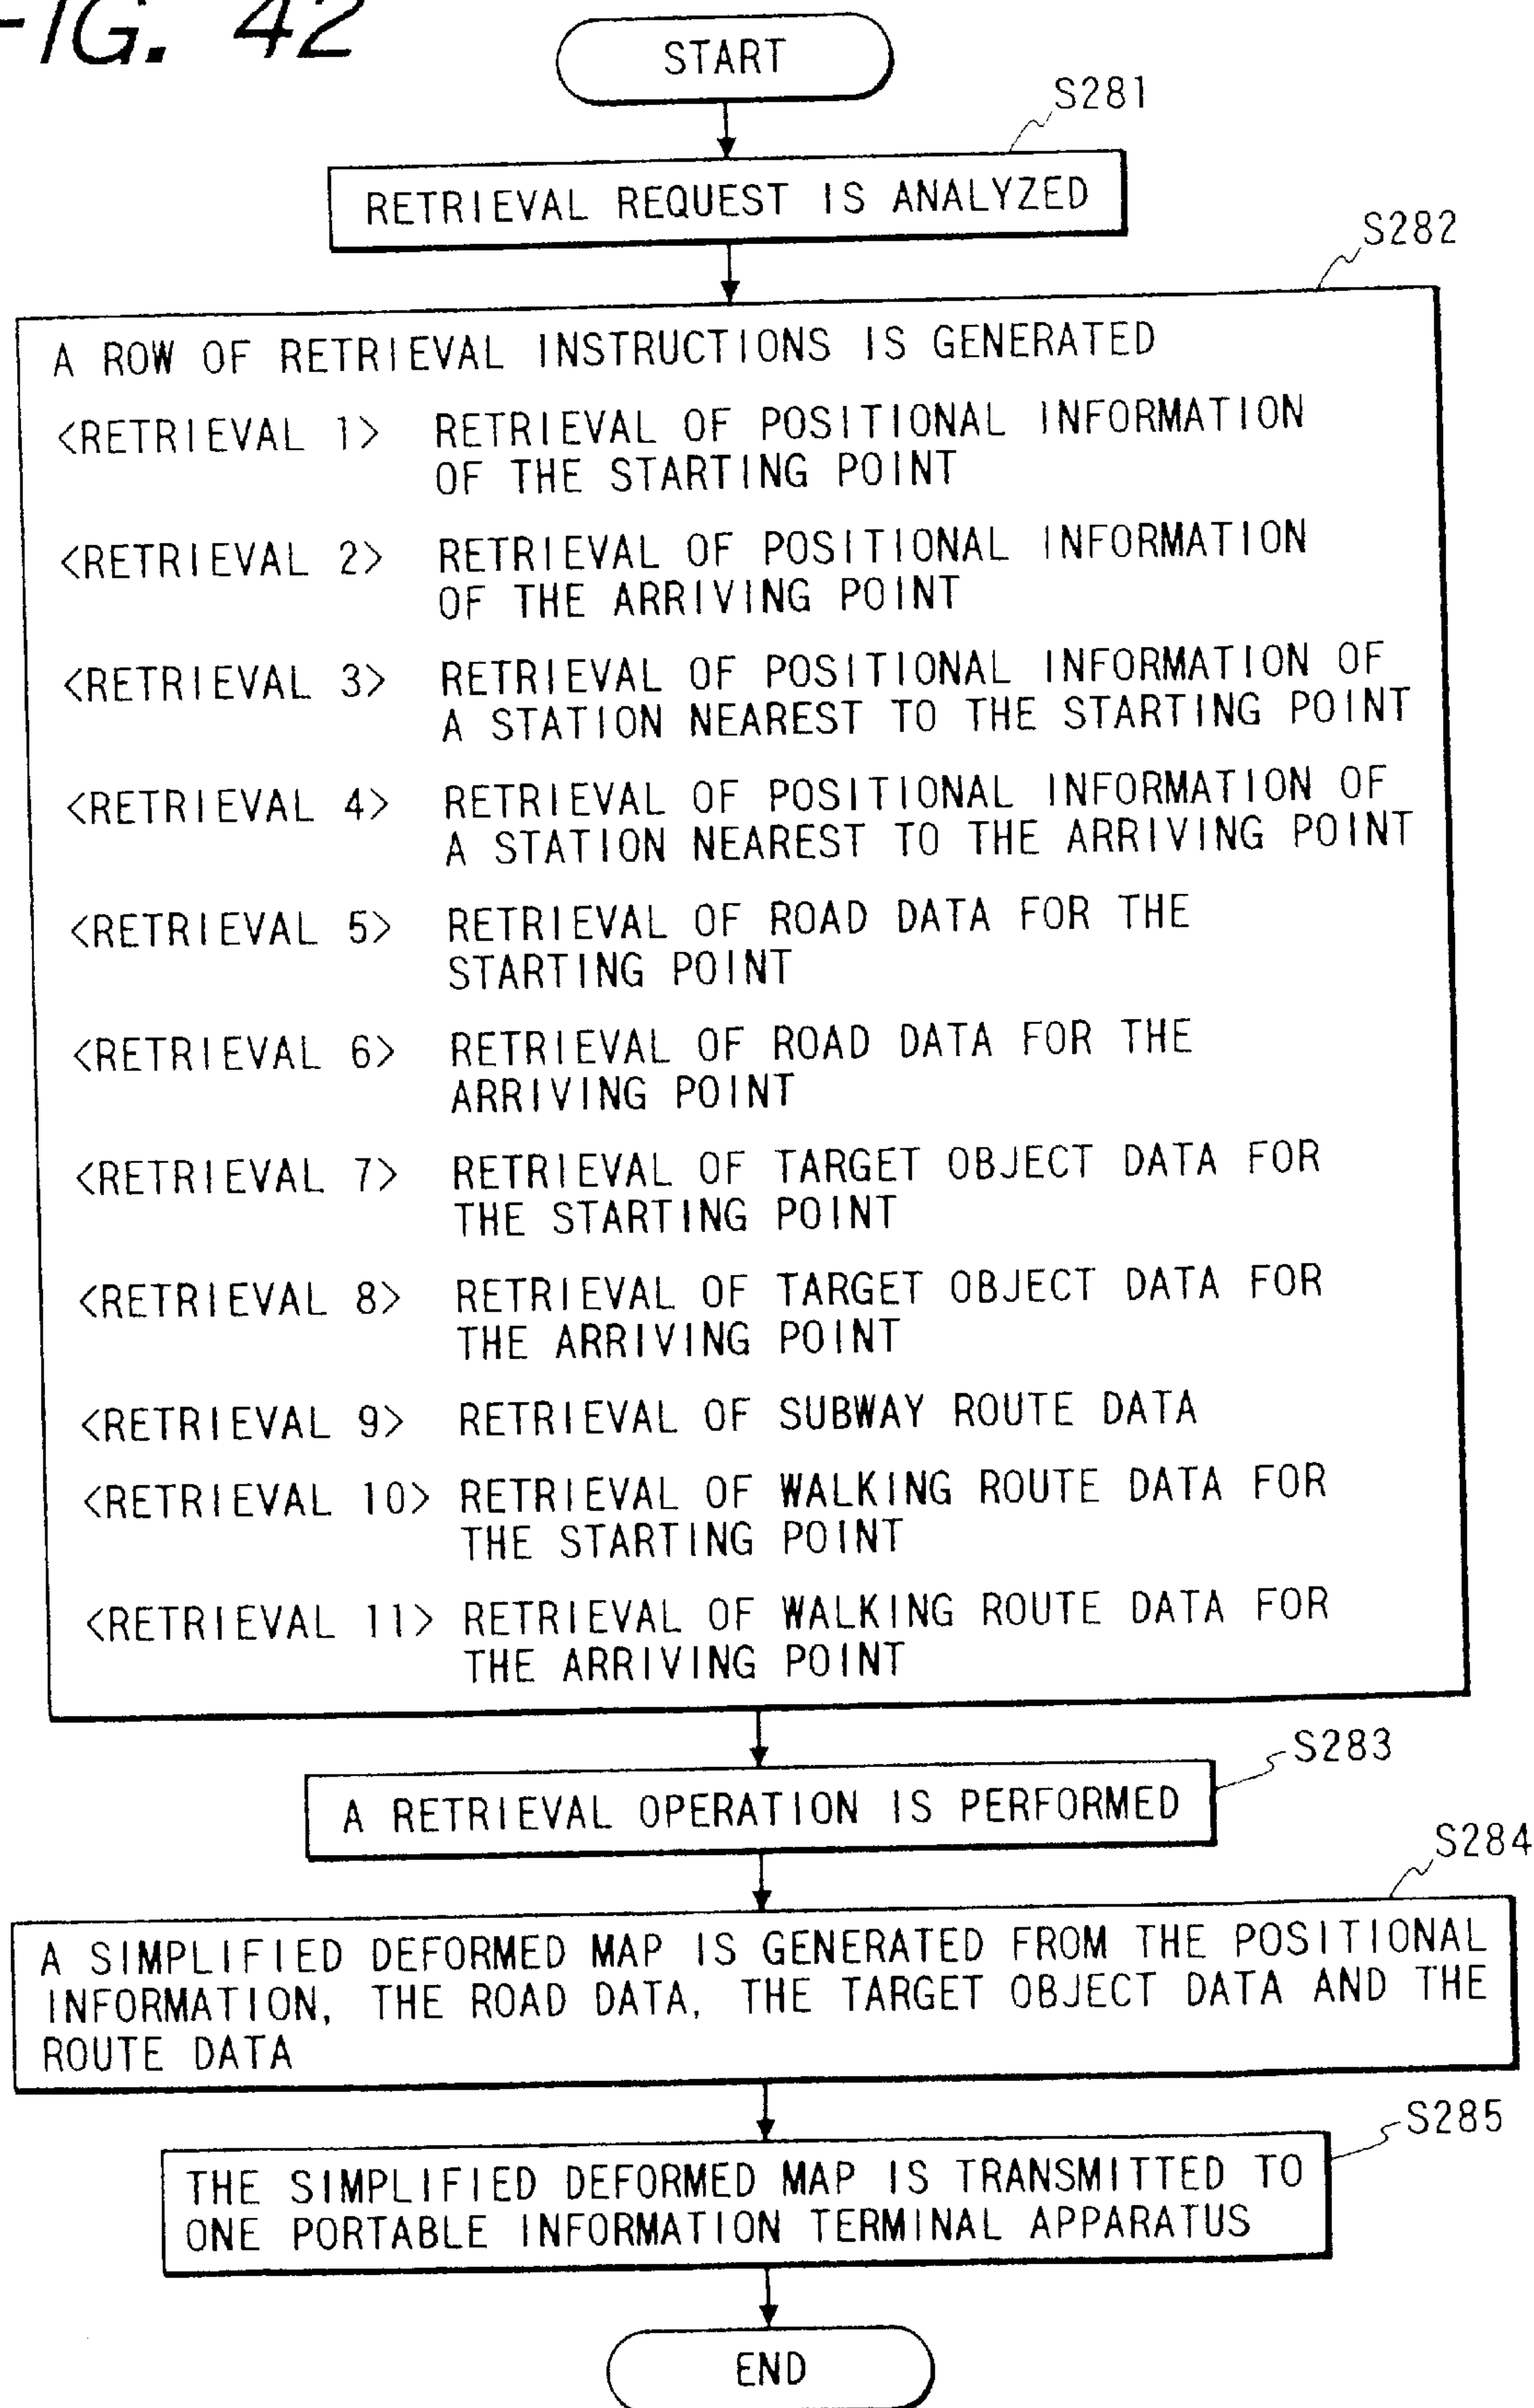 FIG. 42
START
S281
RETRIEVAL REQUEST IS ANALYZED
S282
A ROW OF RETRIEVAL INSTRUCTIONS IS GENERATED
<RETRIEVAL 1> RETRIEVAL OF POSITIONAL INFORMATION
OF THE STARTING POINT
<RETRIEVAL 2> RETRIEVAL OF POSITIONAL INFORMATION
OF THE ARRIVING POINT
<RETRIEVAL 3> RETRIEVAL OF POSITIONAL INFORMATION OF
A STATION NEAREST TO THE STARTING POINT
<RETRIEVAL 4> RETRIEVAL OF POSITIONAL INFORMATION OF
A STATION NEAREST TO THE ARRIVING POINT
<RETRIEVAL 5> RETRIEVAL OF ROAD DATA FOR THE
STARTING POINT
<RETRIEVAL 6> RETRIEVAL OF ROAD DATA FOR THE
ARRIVING POINT
<RETRIEVAL 7> RETRIEVAL OF TARGET OBJECT DATA FOR
THE STARTING POINT
<RETRIEVAL 8> RETRIEVAL OF TARGET OBJECT DATA FOR
THE ARRIVING POINT
<RETRIEVAL 9> RETRIEVAL OF SUBWAY ROUTE DATA
<RETRIEVAL 10> RETRIEVAL OF WALKING ROUTE DATA FOR
THE STARTING POINT
<RETRIEVAL 11> RETRIEVAL OF WALKING ROUTE DATA FOR
THE ARRIVING POINT
S283
A RETRIEVAL OPERATION IS PERFORMED
S284
A SIMPLIFIED DEFORMED MAP IS GENERATED FROM THE POSITIONAL
INFORMATION, THE ROAD DATA, THE TARGET OBJECT DATA AND THE
ROUTE DATA
S285
THE SIMPLIFIED DEFORMED MAP IS TRANSMITTED TO
ONE PORTABLE INFORMATION TERMINAL APPARATUS
END